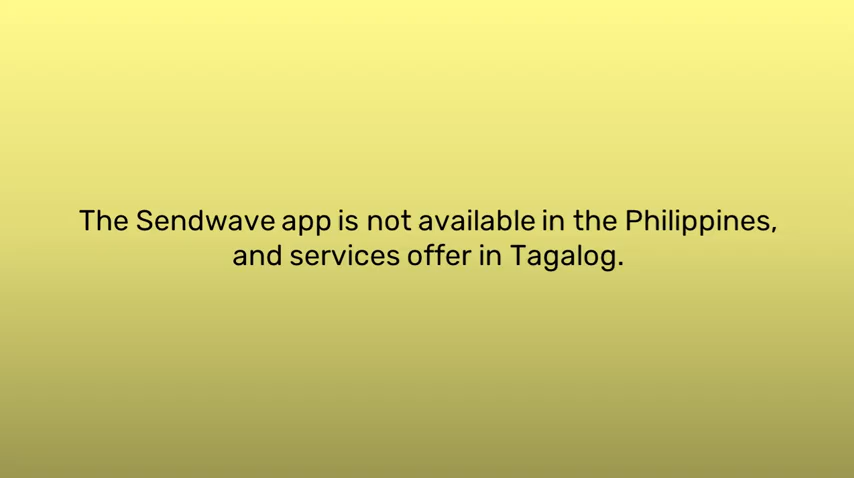 The Sendwave app is not available in the Philippines,
and services offer in Tagalog.